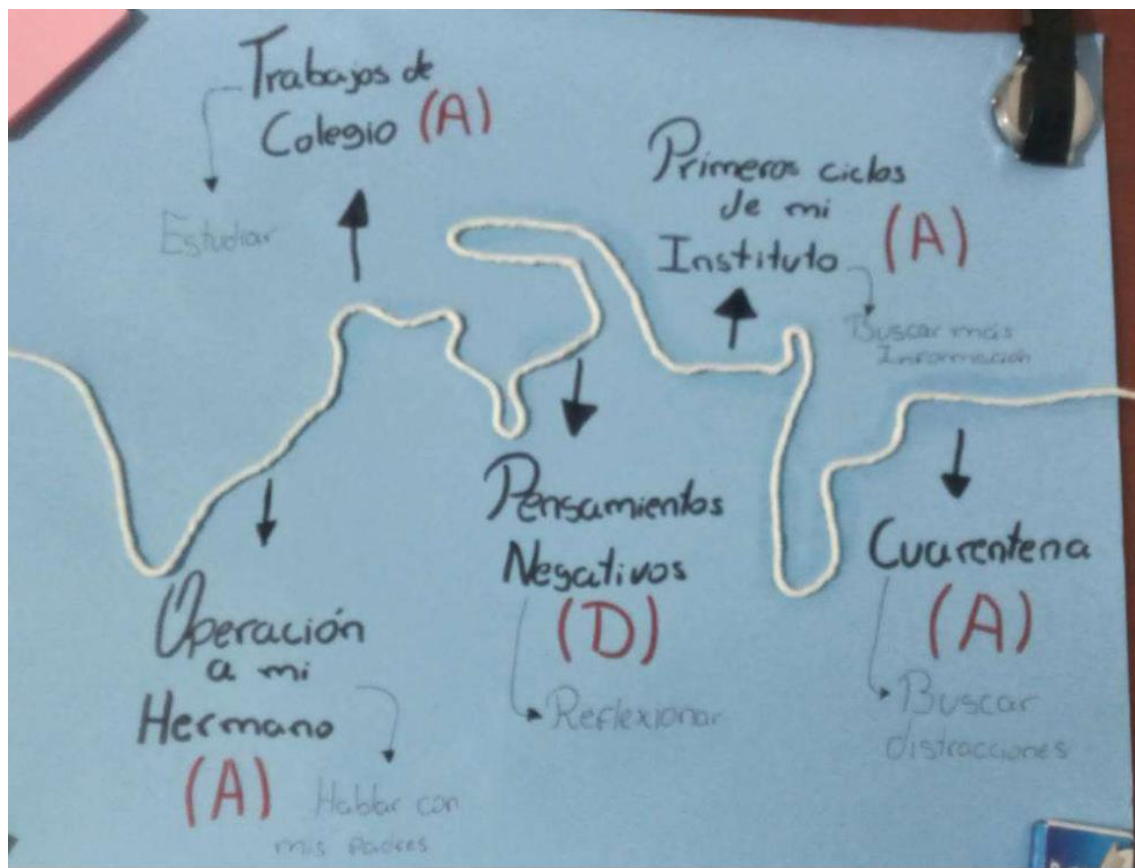 Trabajos de
Colegio (A)
Estudiar
Primeros ciclos
de mi
Instituto (A)
Buscar más
Información
Operación
a mi
Hermano
(A)
Hablar con
mis padres
Pensamientos
Negativos
(D)
Reflexionar
Cuarentena
(A)
Buscar
distracciones